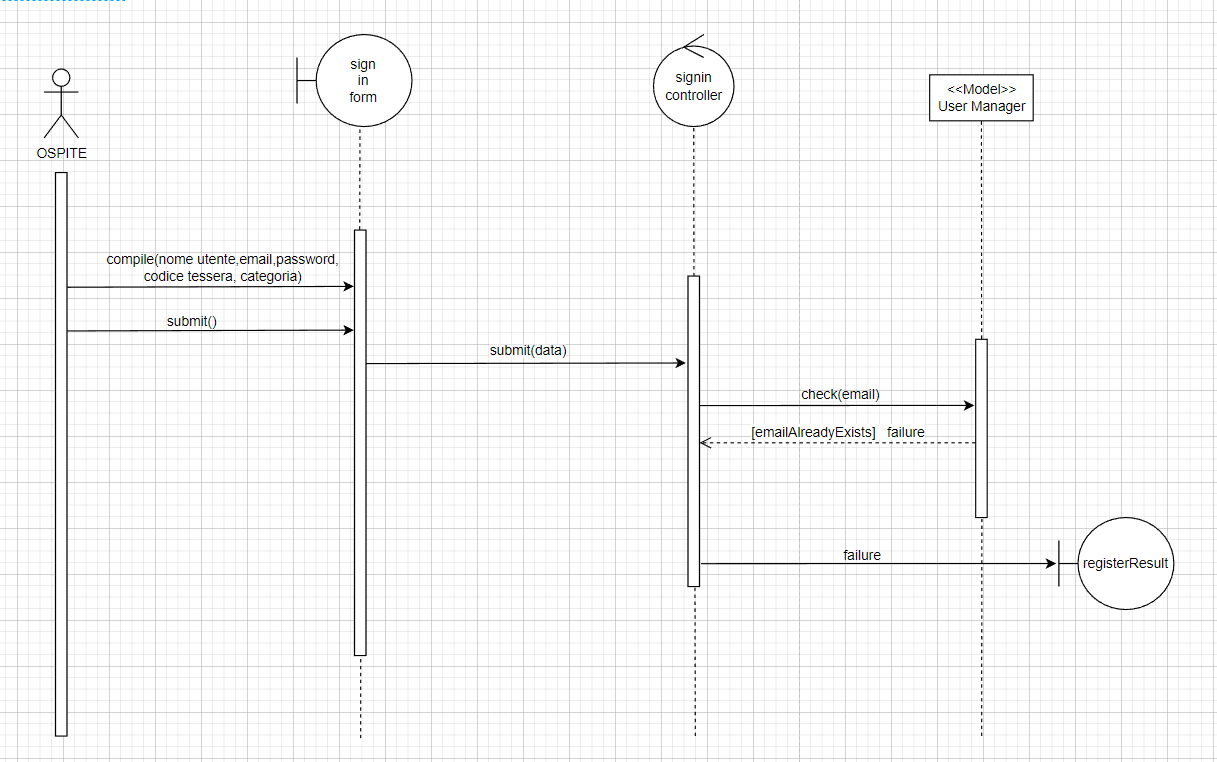 sign
in
form
signin
controller
<<Model>>
User Manager
OSPITE
compile(nome utente,email,password,
codice tessera, categoria)
submit()
submit(data)
check(email)
[emailAlreadyExists] failure
failure
registerResult